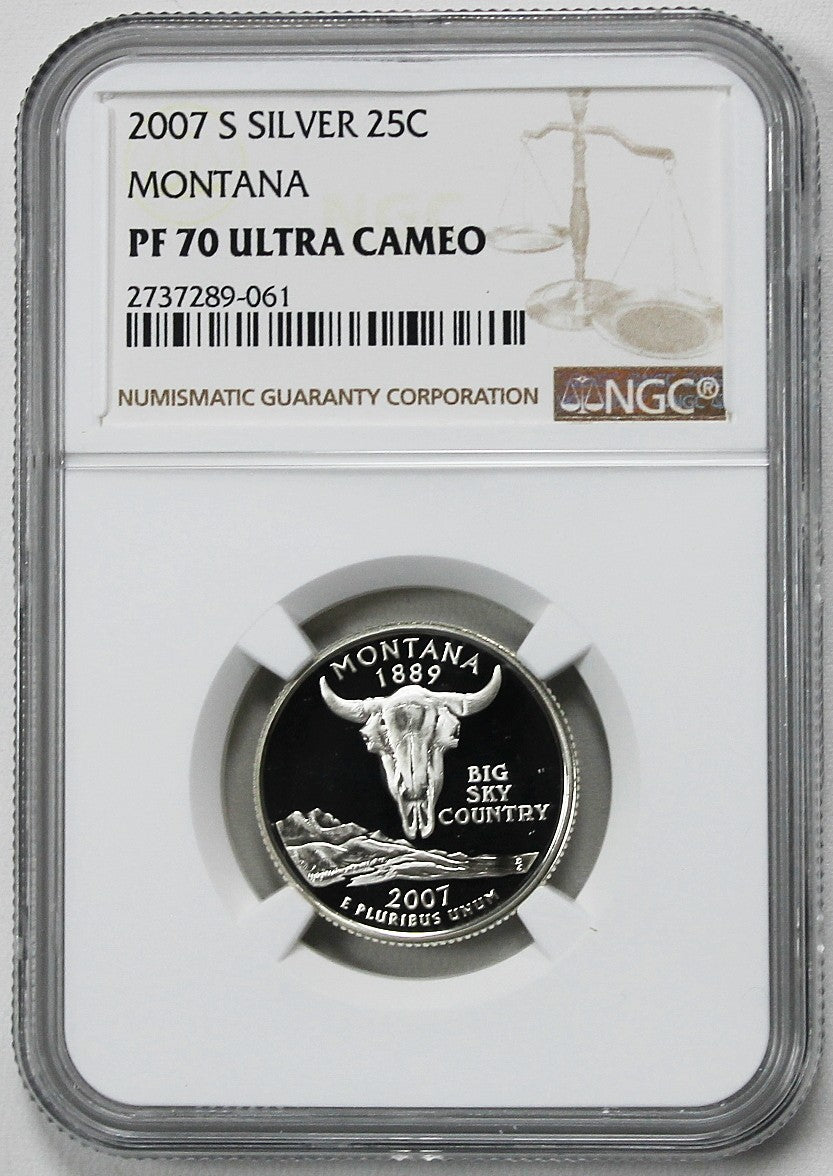 2007 S SILVER 25C
MONTANA
PF 70 ULTRA CAMEO
2737289-061
NUMISMATIC GUARANTY CORPORATION
NGC®
MONTANA
1889
BIG
SKY
COUNTRY
2007
E PLURIBUS UNUM